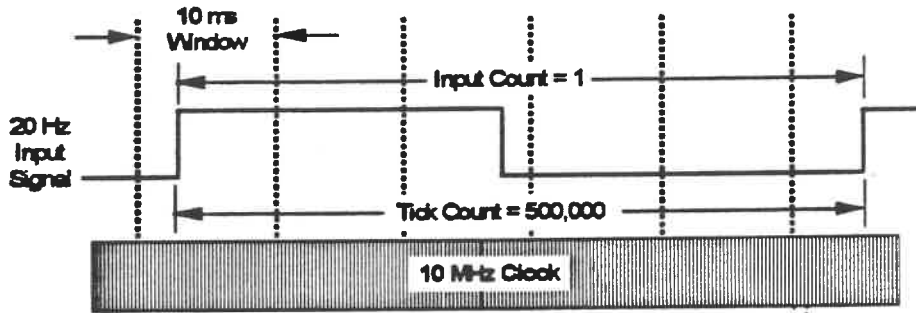 10 ms
Window
Input Count = 1
20 Hz
Input
Signal
Tick Count = 500,000
10 MHz Clock